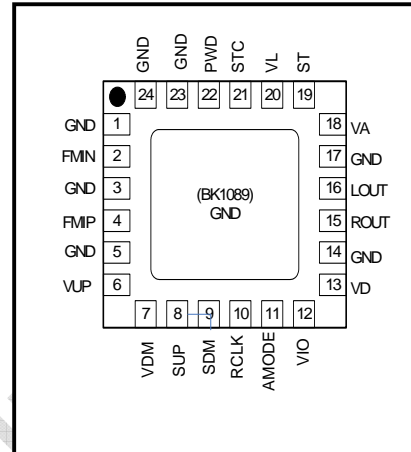 GND GND PWD STC VL ST
24 23 22 21 20 19
GND 1
FMIN 2
GND 3
FMIP 4
GND 5
VUP 6
(BK1089)
GND
18 VA
17 GND
16 LOUT
15 ROUT
14 GND
13 VD
7 8 9 10 11 12
VDM SUP SDM RCLK AMODE VIO